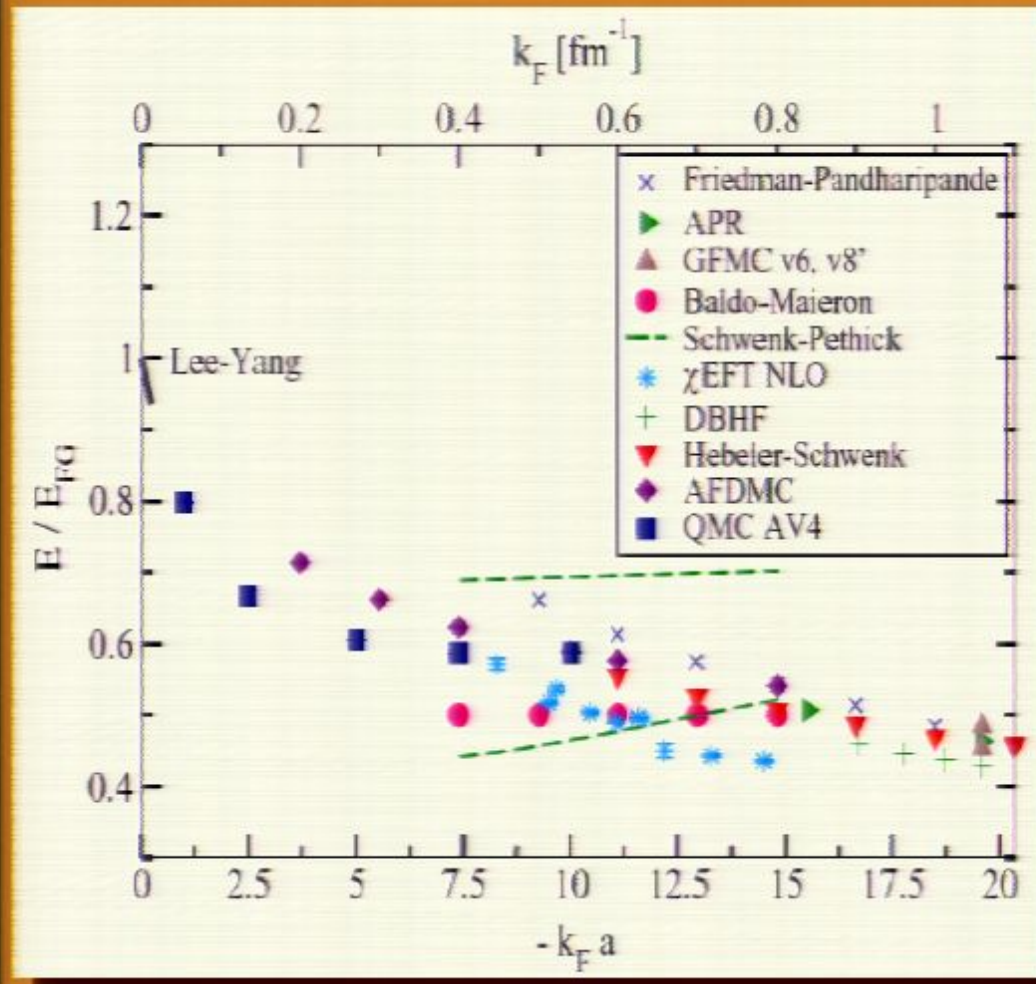 k_F [fm^-1]
0 0.2 0.4 0.6 0.8 1
Friedman-Pandharipande
APR
GFMC v6, v8'
Baldo-Maieron
Schwenk-Pethick
χEFT NLO
DBHF
Hebeler-Schwenk
AFDMC
QMC AV4
1.2
1
Lee-Yang
0.8
0.6
0.4
E / E_FG
0 2.5 5 7.5 10 12.5 15 17.5 20
- k_F a